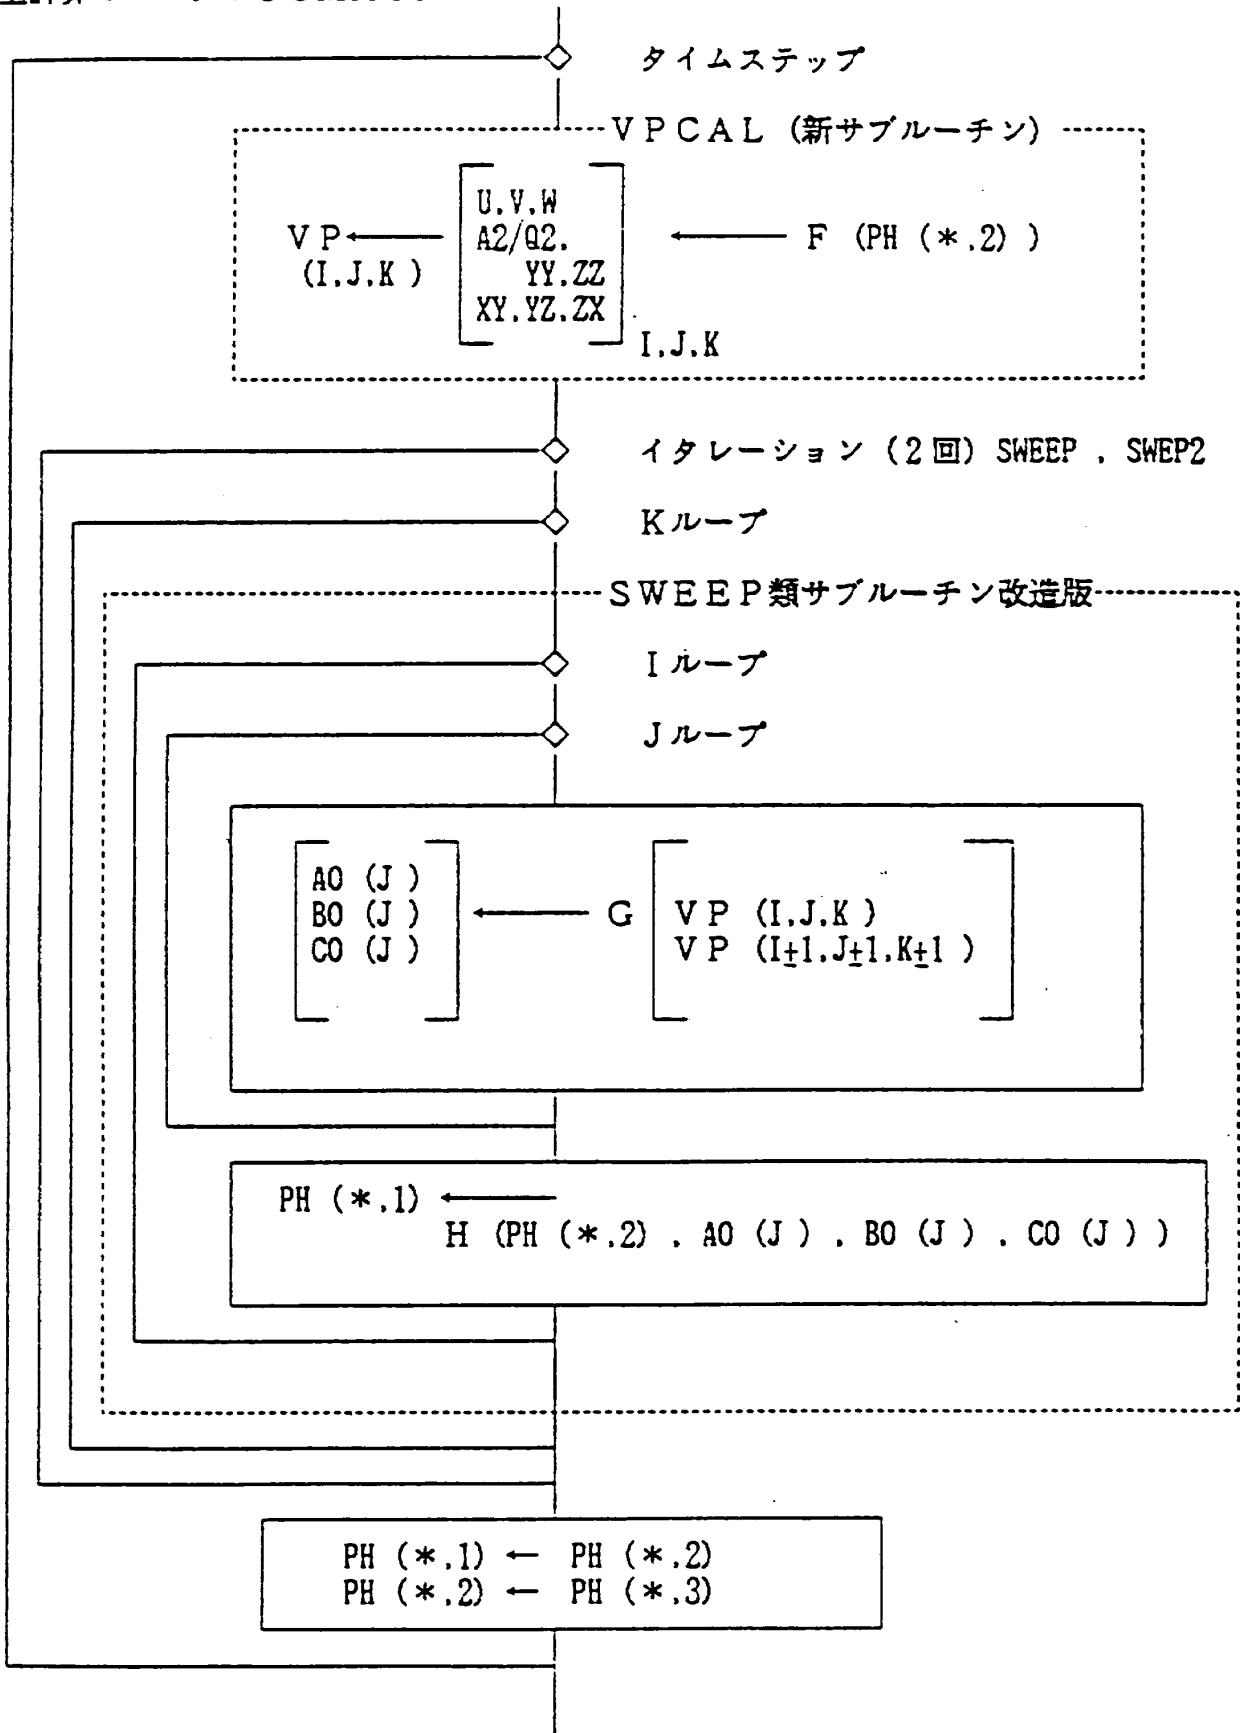 タイムステップ
VPCAL (新サブルーチン)
U.V.W
VP ← A2/Q2. ← F (PH (*.2))
(I.J.K) YY.ZZ
XY.YZ.ZX
I.J.K
イタレーション (2回) SWEEP . SWEP2
Kループ
SWEEP類サブルーチン改造版
Iループ
Jループ
AO (J)
BO (J) ← G VP (I.J.K)
CO (J) VP (I±1.J±1.K±1)
PH (*.1) ←
H (PH (*.2) . AO (J) . BO (J) . CO (J))
PH (*.1) ← PH (*.2)
PH (*.2) ← PH (*.3)